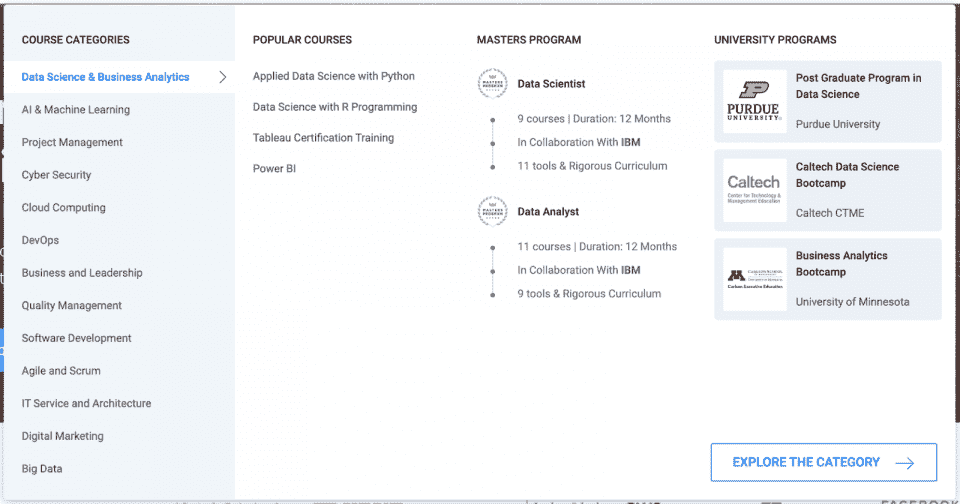 COURSE CATEGORIES
Data Science & Business Analytics
AI & Machine Learning
Project Management
Cyber Security
Cloud Computing
DevOps
Business and Leadership
Quality Management
Software Development
Agile and Scrum
IT Service and Architecture
Digital Marketing
Big Data
POPULAR COURSES
Applied Data Science with Python
Data Science with R Programming
Tableau Certification Training
Power BI
MASTERS PROGRAM
MASTERS
PROGRAM
Data Scientist
9 courses | Duration: 12 Months
In Collaboration With IBM
11 tools & Rigorous Curriculum
MASTERS
PROGRAM
Data Analyst
11 courses | Duration: 12 Months
In Collaboration With IBM
9 tools & Rigorous Curriculum
UNIVERSITY PROGRAMS
P
PURDUE
UNIVERSITY
Post Graduate Program in
Data Science
Purdue University
Caltech
Center for Technology &
Management Education
Caltech Data Science
Bootcamp
Caltech CTME
M
Carlson Executive Education
Business Analytics
Bootcamp
University of Minnesota
EXPLORE THE CATEGORY
FACEBOOK